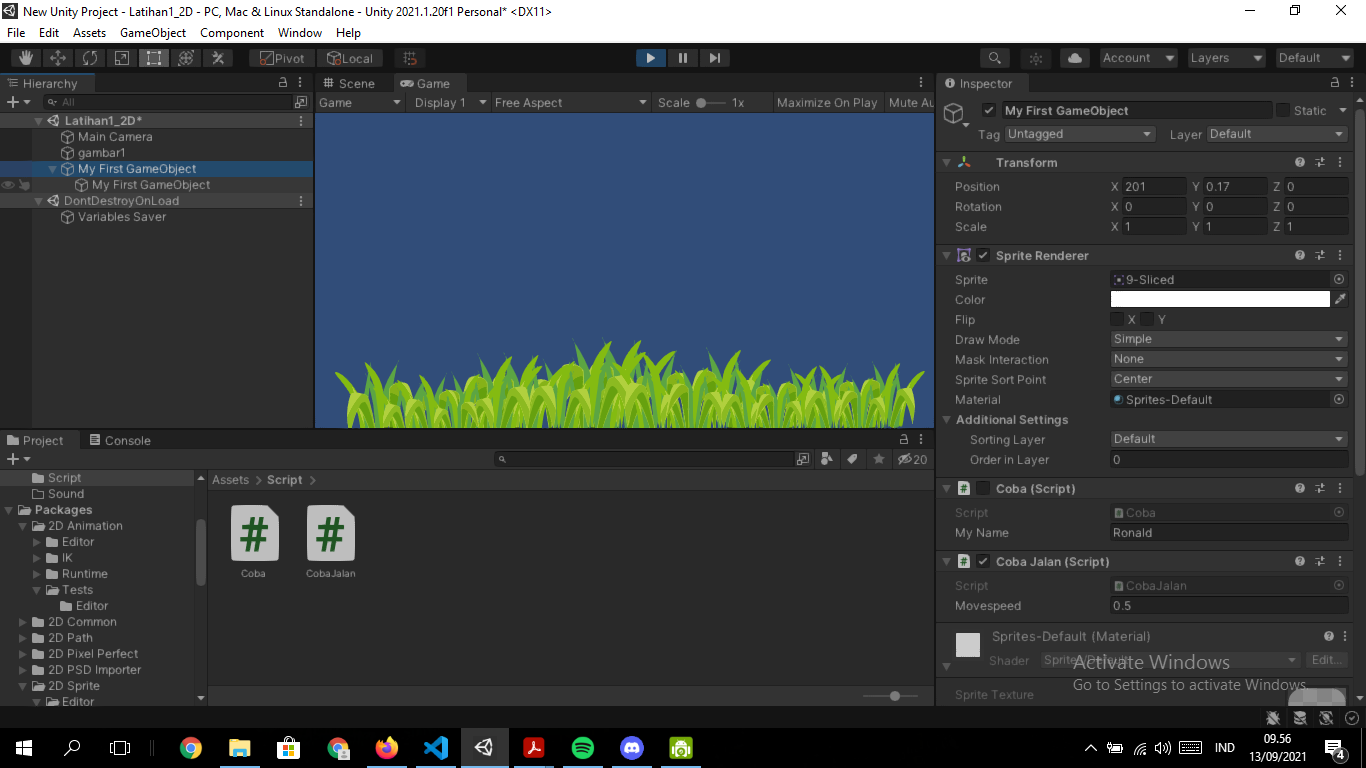 New Unity Project - Latihan1_2D - PC, Mac & Linux Standalone - Unity 2021.1.20f1 Personal* <DX11>
File Edit Assets GameObject Component Window Help
Pivot Local Account Layers Default
Hierarchy
All
Latihan1_2D*
Main Camera
gambar1
My First GameObject
My First GameObject
DontDestroyOnLoad
Variables Saver
Scene Game
Game Display 1 Free Aspect Scale 1x Maximize On Play Mute Au
Inspector
My First GameObject Static
Tag Untagged Layer Default
Transform
Position X 201 Y 0.17 Z 0
Rotation X 0 Y 0 Z 0
Scale X 1 Y 1 Z 1
Sprite Renderer
Sprite 9-Sliced
Color
Flip X Y
Draw Mode Simple
Mask Interaction None
Sprite Sort Point Center
Material Sprites-Default
Additional Settings
Sorting Layer Default
Order in Layer 0
Coba (Script)
Script Coba
My Name Ronald
Coba Jalan (Script)
Script CobaJalan
Movespeed 0.5
Sprites-Default (Material)
Shader Sprites/Default Edit...
Sprite Texture
Activate Windows
Go to Settings to activate Windows.
Project Console
20
Script
Sound
Packages
2D Animation
Editor
IK
Runtime
Tests
Editor
2D Common
2D Path
2D Pixel Perfect
2D PSD Importer
2D Sprite
Editor
Assets > Script >
Coba CobaJalan
IND
09.56
13/09/2021
4